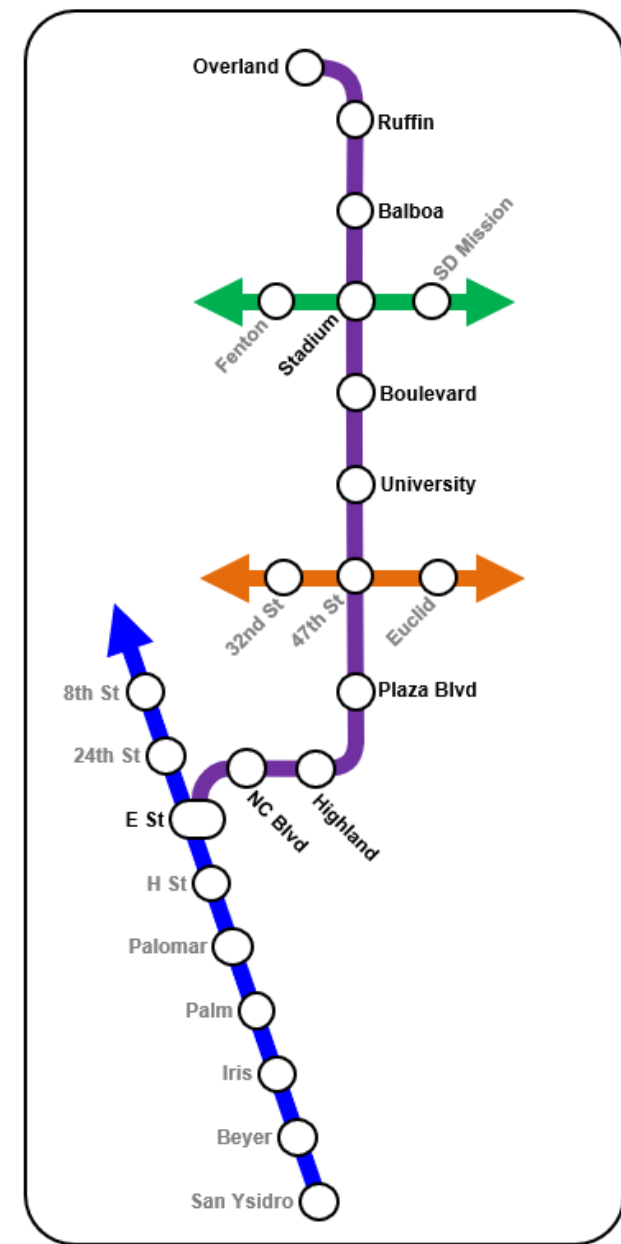 Overland
Ruffin
Balboa
SD Mission
Fenton
Stadium
Boulevard
University
32nd St
47th St
Euclid
8th St
Plaza Blvd
24th St
E St
NC Blvd
Highland
H St
Palomar
Palm
Iris
Beyer
San Ysidro